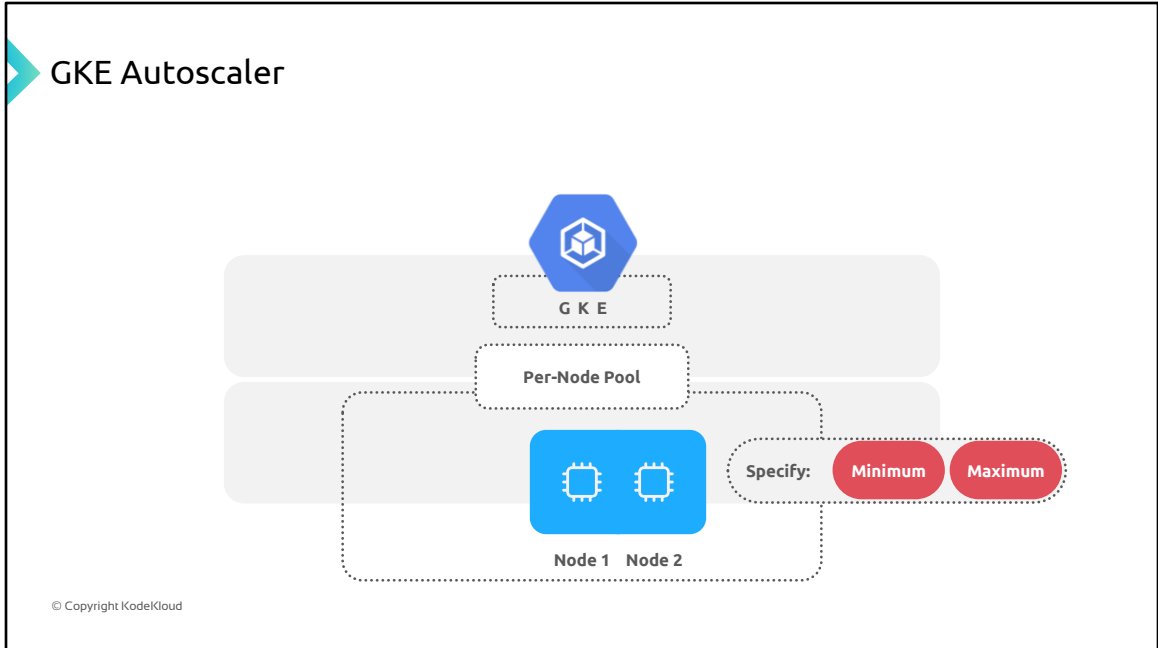 GKE Autoscaler
G K E
Per-Node Pool
Specify: Minimum Maximum
Node 1 Node 2
© Copyright KodeKloud